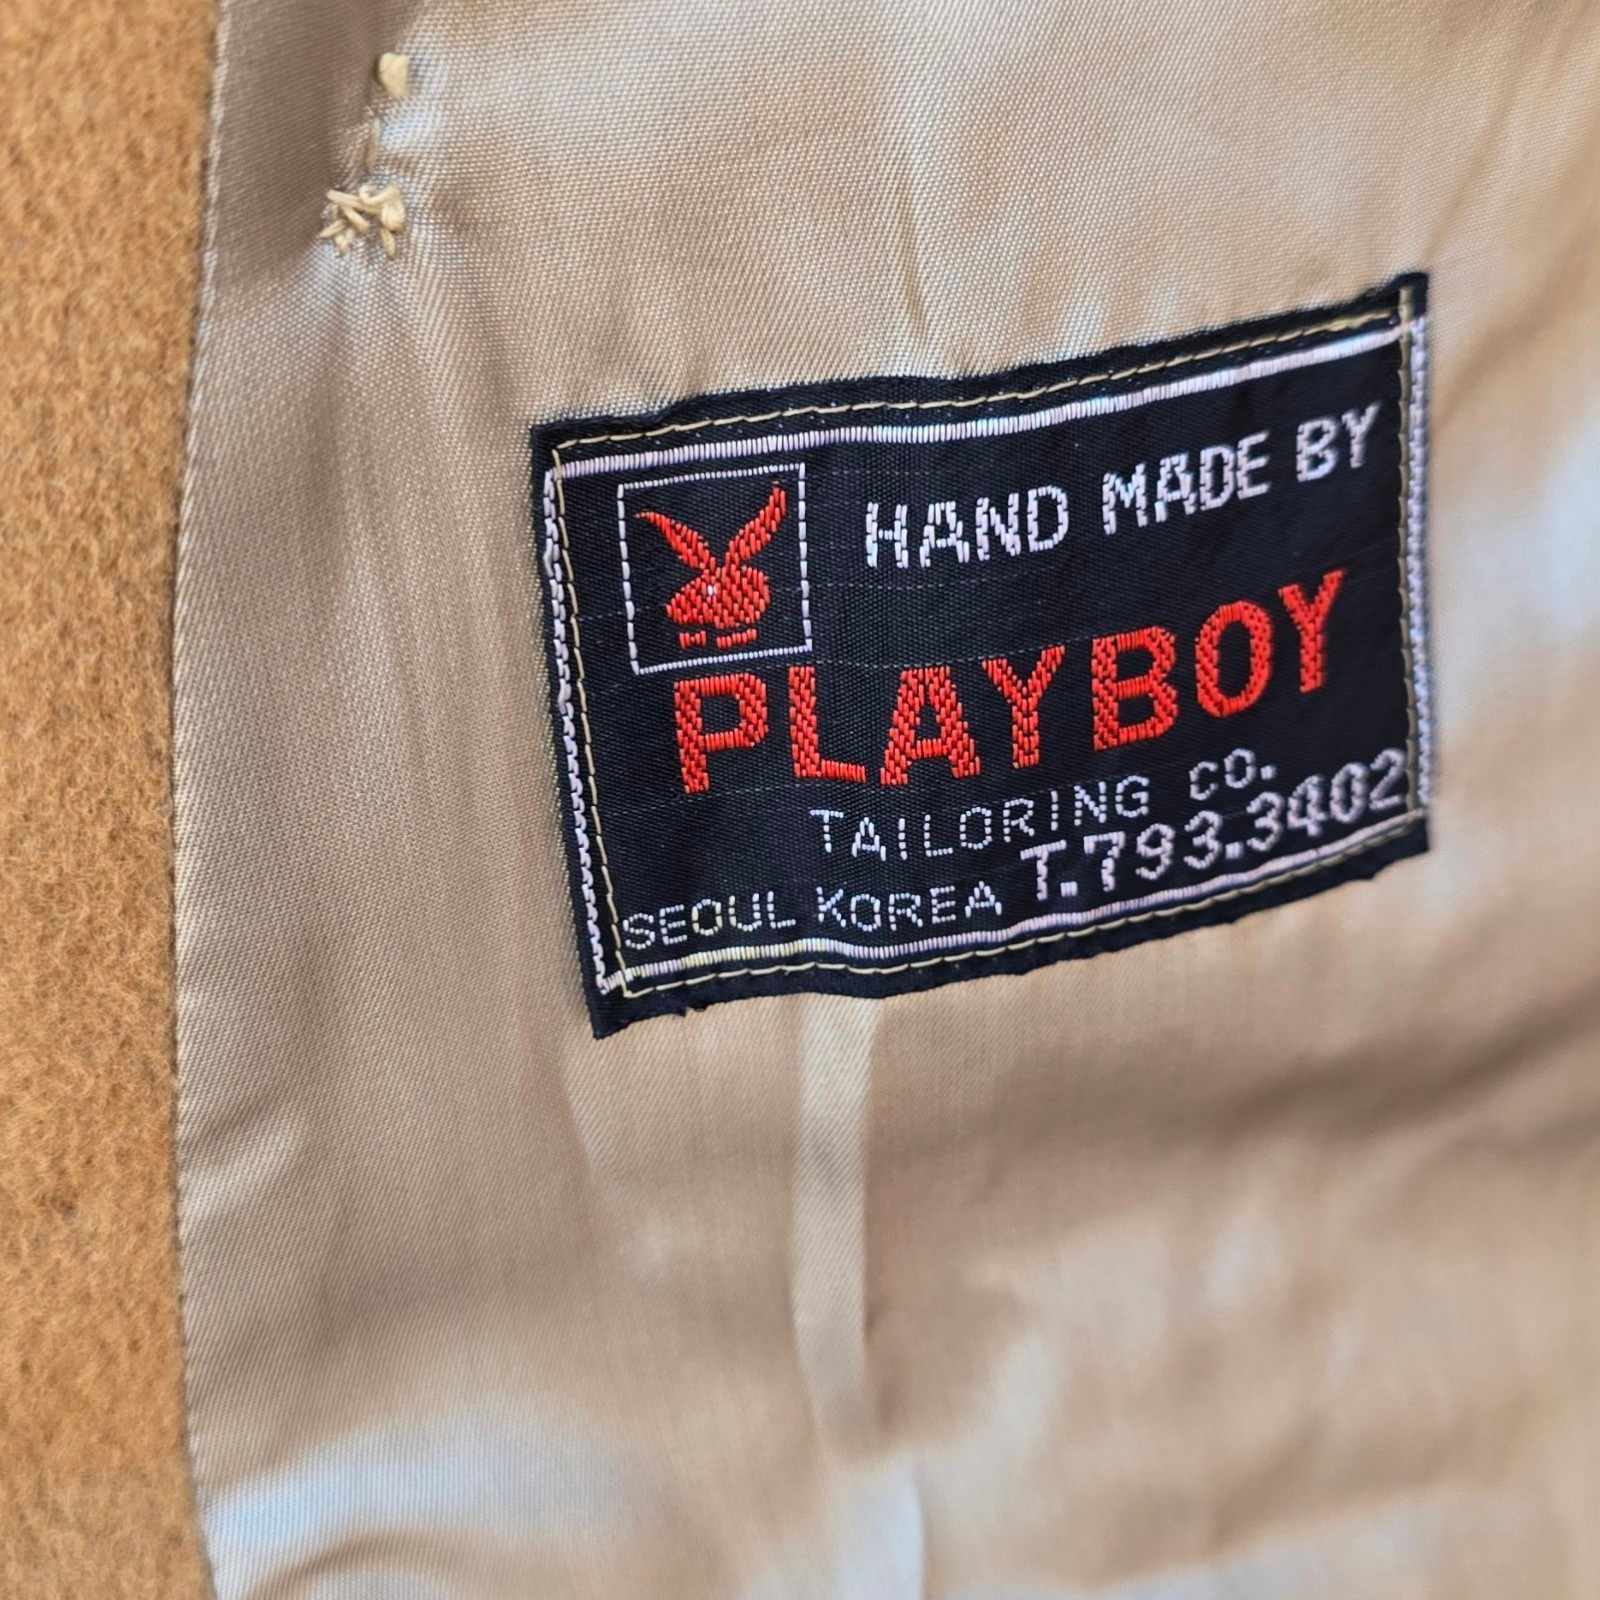 HAND MADE BY
PLAYBOY
TAILORING CO.
SEOUL KOREA T.793.3402